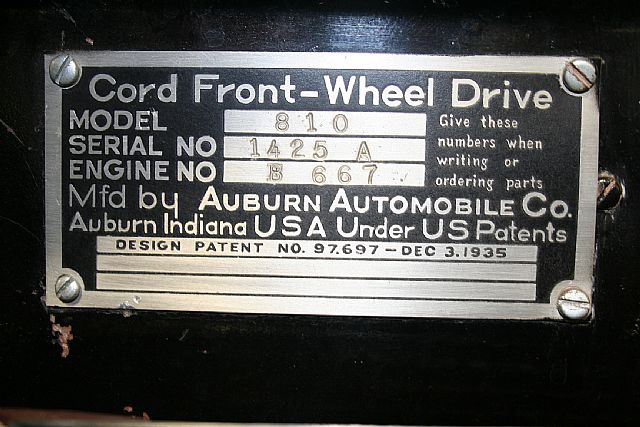 Cord Front-Wheel Drive
MODEL 810
SERIAL NO 1425 A
ENGINE NO B 667
Give these
numbers when
writing or
ordering parts
Mfd by AUBURN AUTOMOBILE CO.
Auburn Indiana USA Under US Patents
DESIGN PATENT NO. 97,697-DEC 3,1935